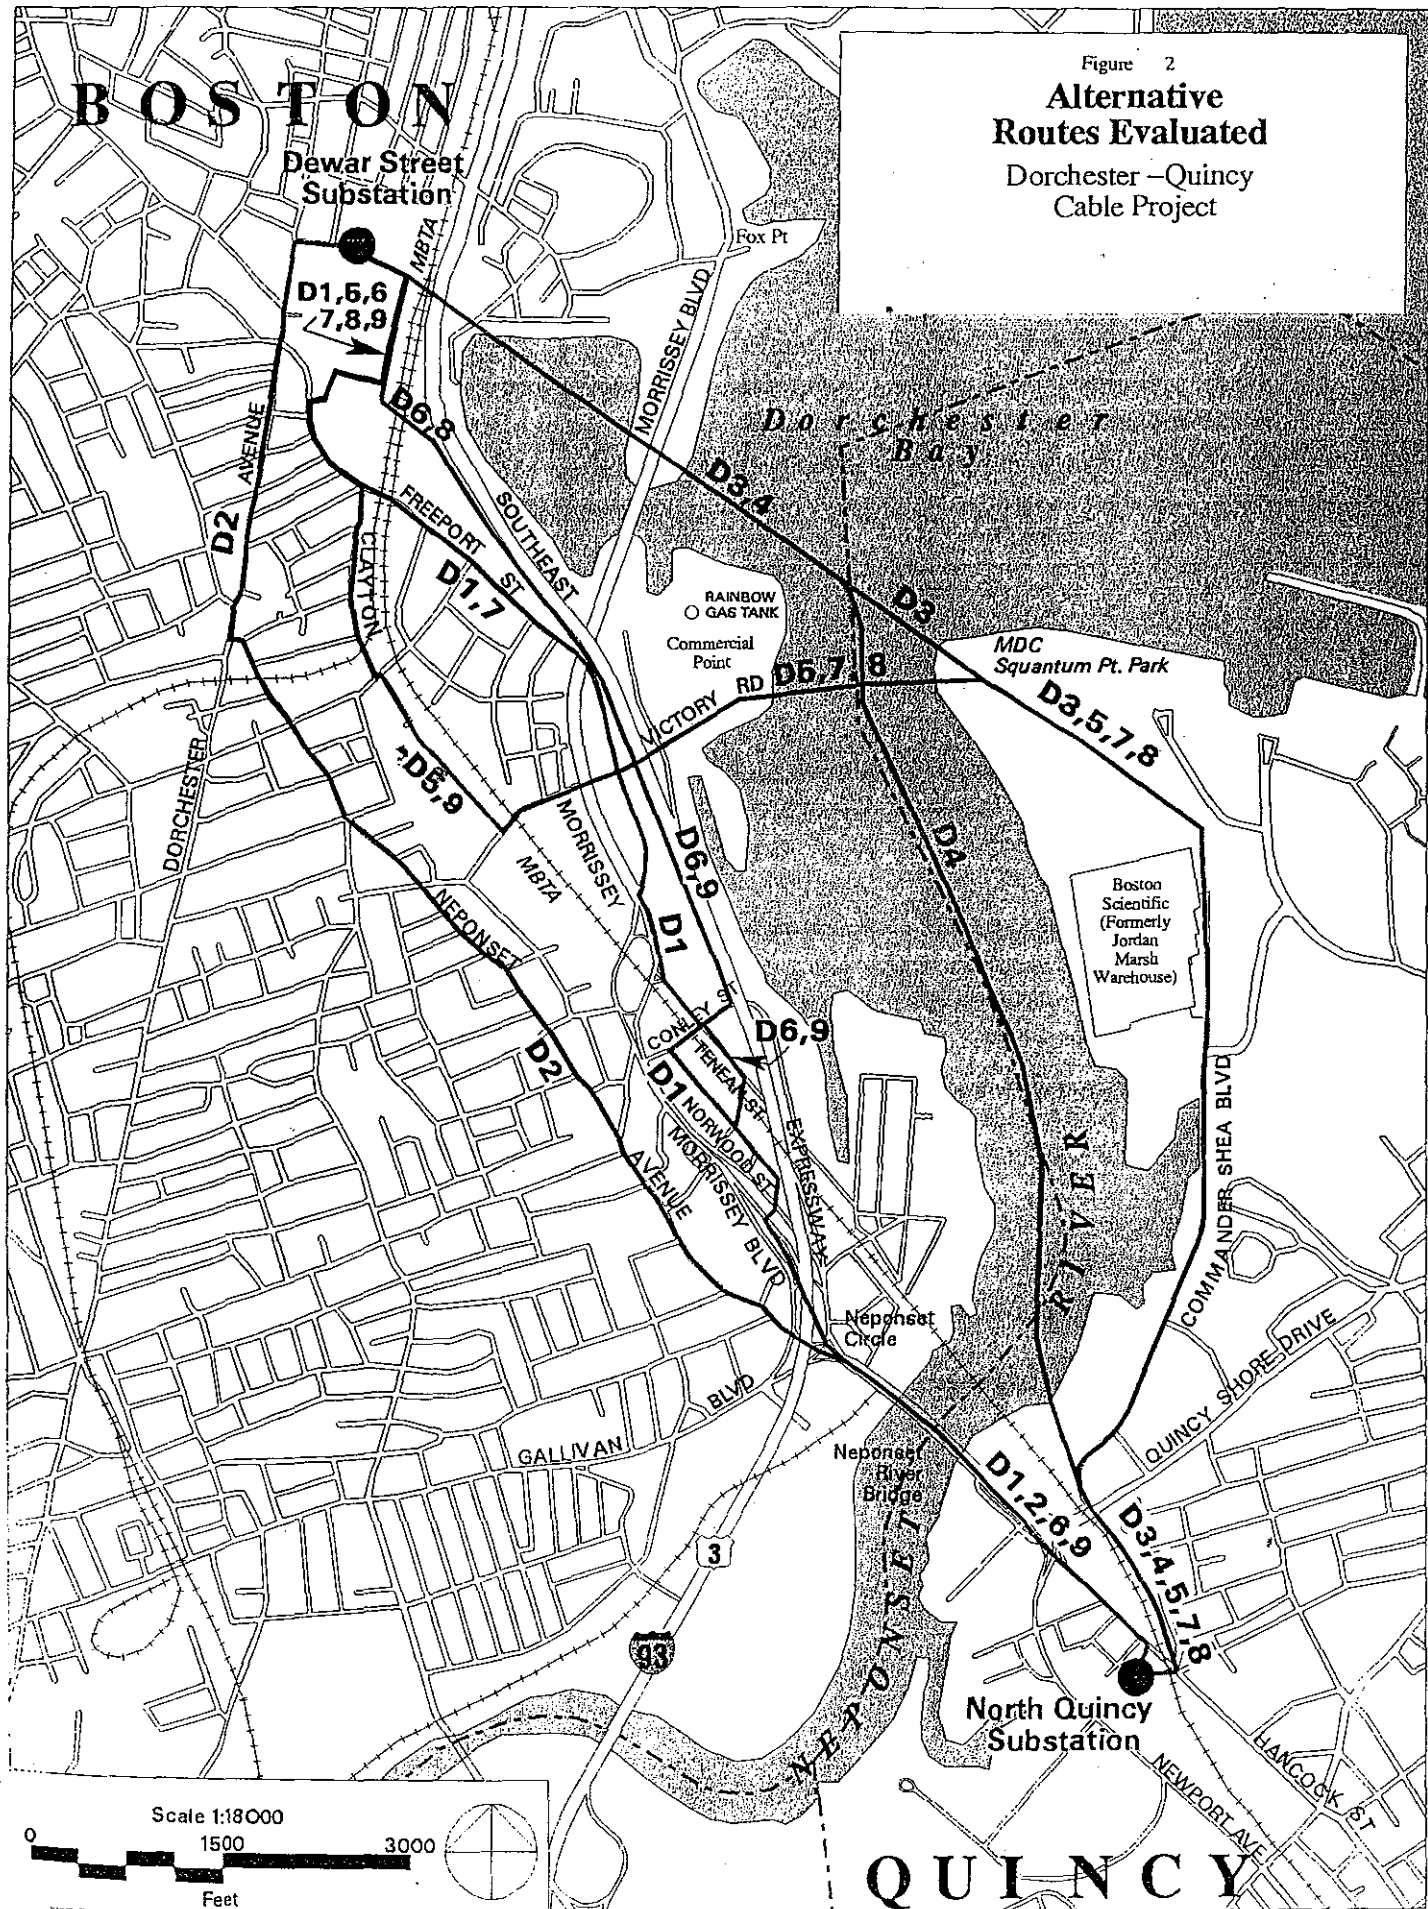 Figure 2
Alternative
Routes Evaluated
Dorchester – Quincy
Cable Project
BOSTON
Dewar Street
Substation
MBTA
Fox Pt
MORRISSEY BLVD
D1,5,6
7,8,9
D6,8
Dorchester
Bay
AVENUE
D3,4
D2
FREEPORT
ST
SOUTHEAST
CLAYTON
D1,7
RAINBOW
GAS TANK
D3
Commercial
Point
MDC
Squantum Pt. Park
D5,7,8
VICTORY RD
D3,5,7,8
DORCHESTER
D5,9
MORRISSEY
MBTA
D6,9
D4
Boston
Scientific
(Formerly
Jordan
Marsh
Warehouse)
NEPONSET
D1
CONLEY ST
D6,9
TENEAN ST
D2
D1
NORWOOD ST
MORRISSEY BLVD
EXPRESSWAY
AVENUE
RIVER
COMMANDER SHEA BLVD
Neponset
Circle
QUINCY SHORE DRIVE
BLVD
GALLIVAN
Neponset
River
Bridge
D1,2,6,9
D3,4,5,7,8
3
93
NEPONSET
North Quincy
Substation
HANCOCK ST
NEWPORT AVE
Scale 1:18000
0 1500 3000
Feet
QUINCY